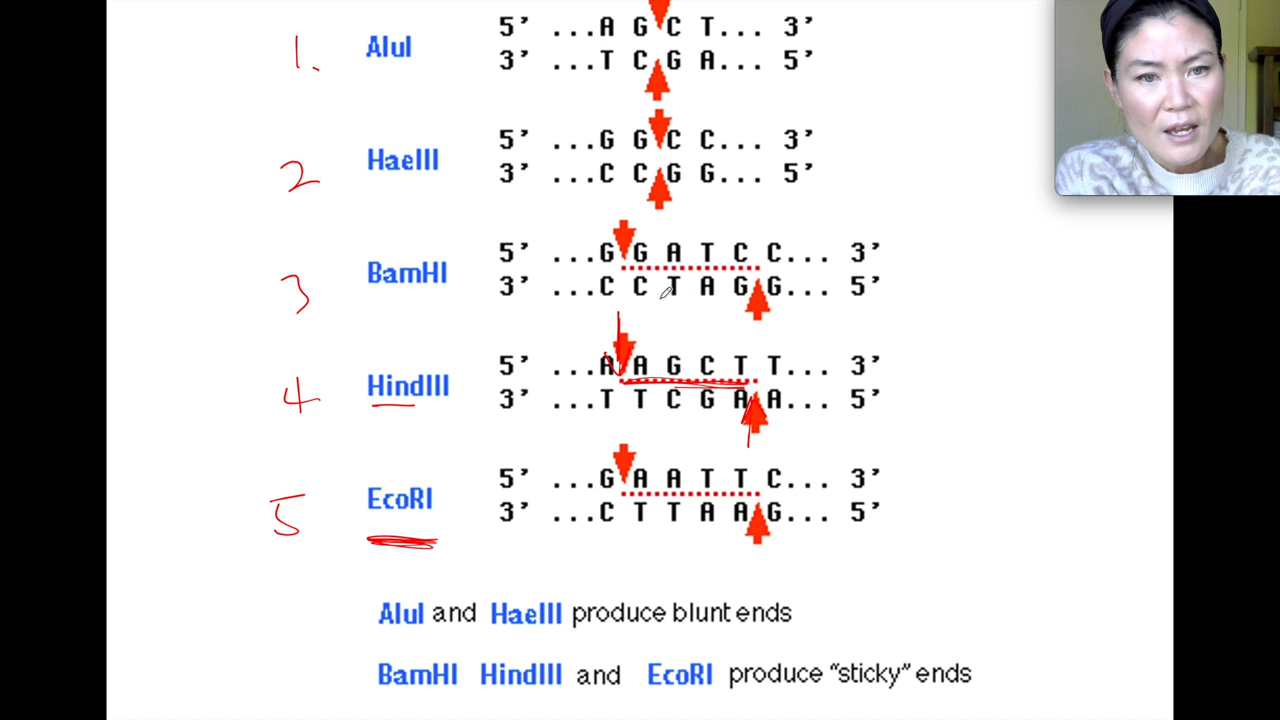 5’ ...A G C T... 3’
1. AluI
3’ ...T C G A... 5’
5’ ...G G C C... 3’
2 HaeIII
3’ ...C C G G... 5’
5’ ...G G A T C C... 3’
3 BamHI
3’ ...C C T A G G... 5’
5’ ...A A G C T T... 3’
4 HindIII
3’ ...T T C G A A... 5’
5’ ...G A A T T C... 3’
5 EcoRI
3’ ...C T T A A G... 5’
AluI and HaeIII produce blunt ends
BamHI HindIII and EcoRI produce “sticky” ends